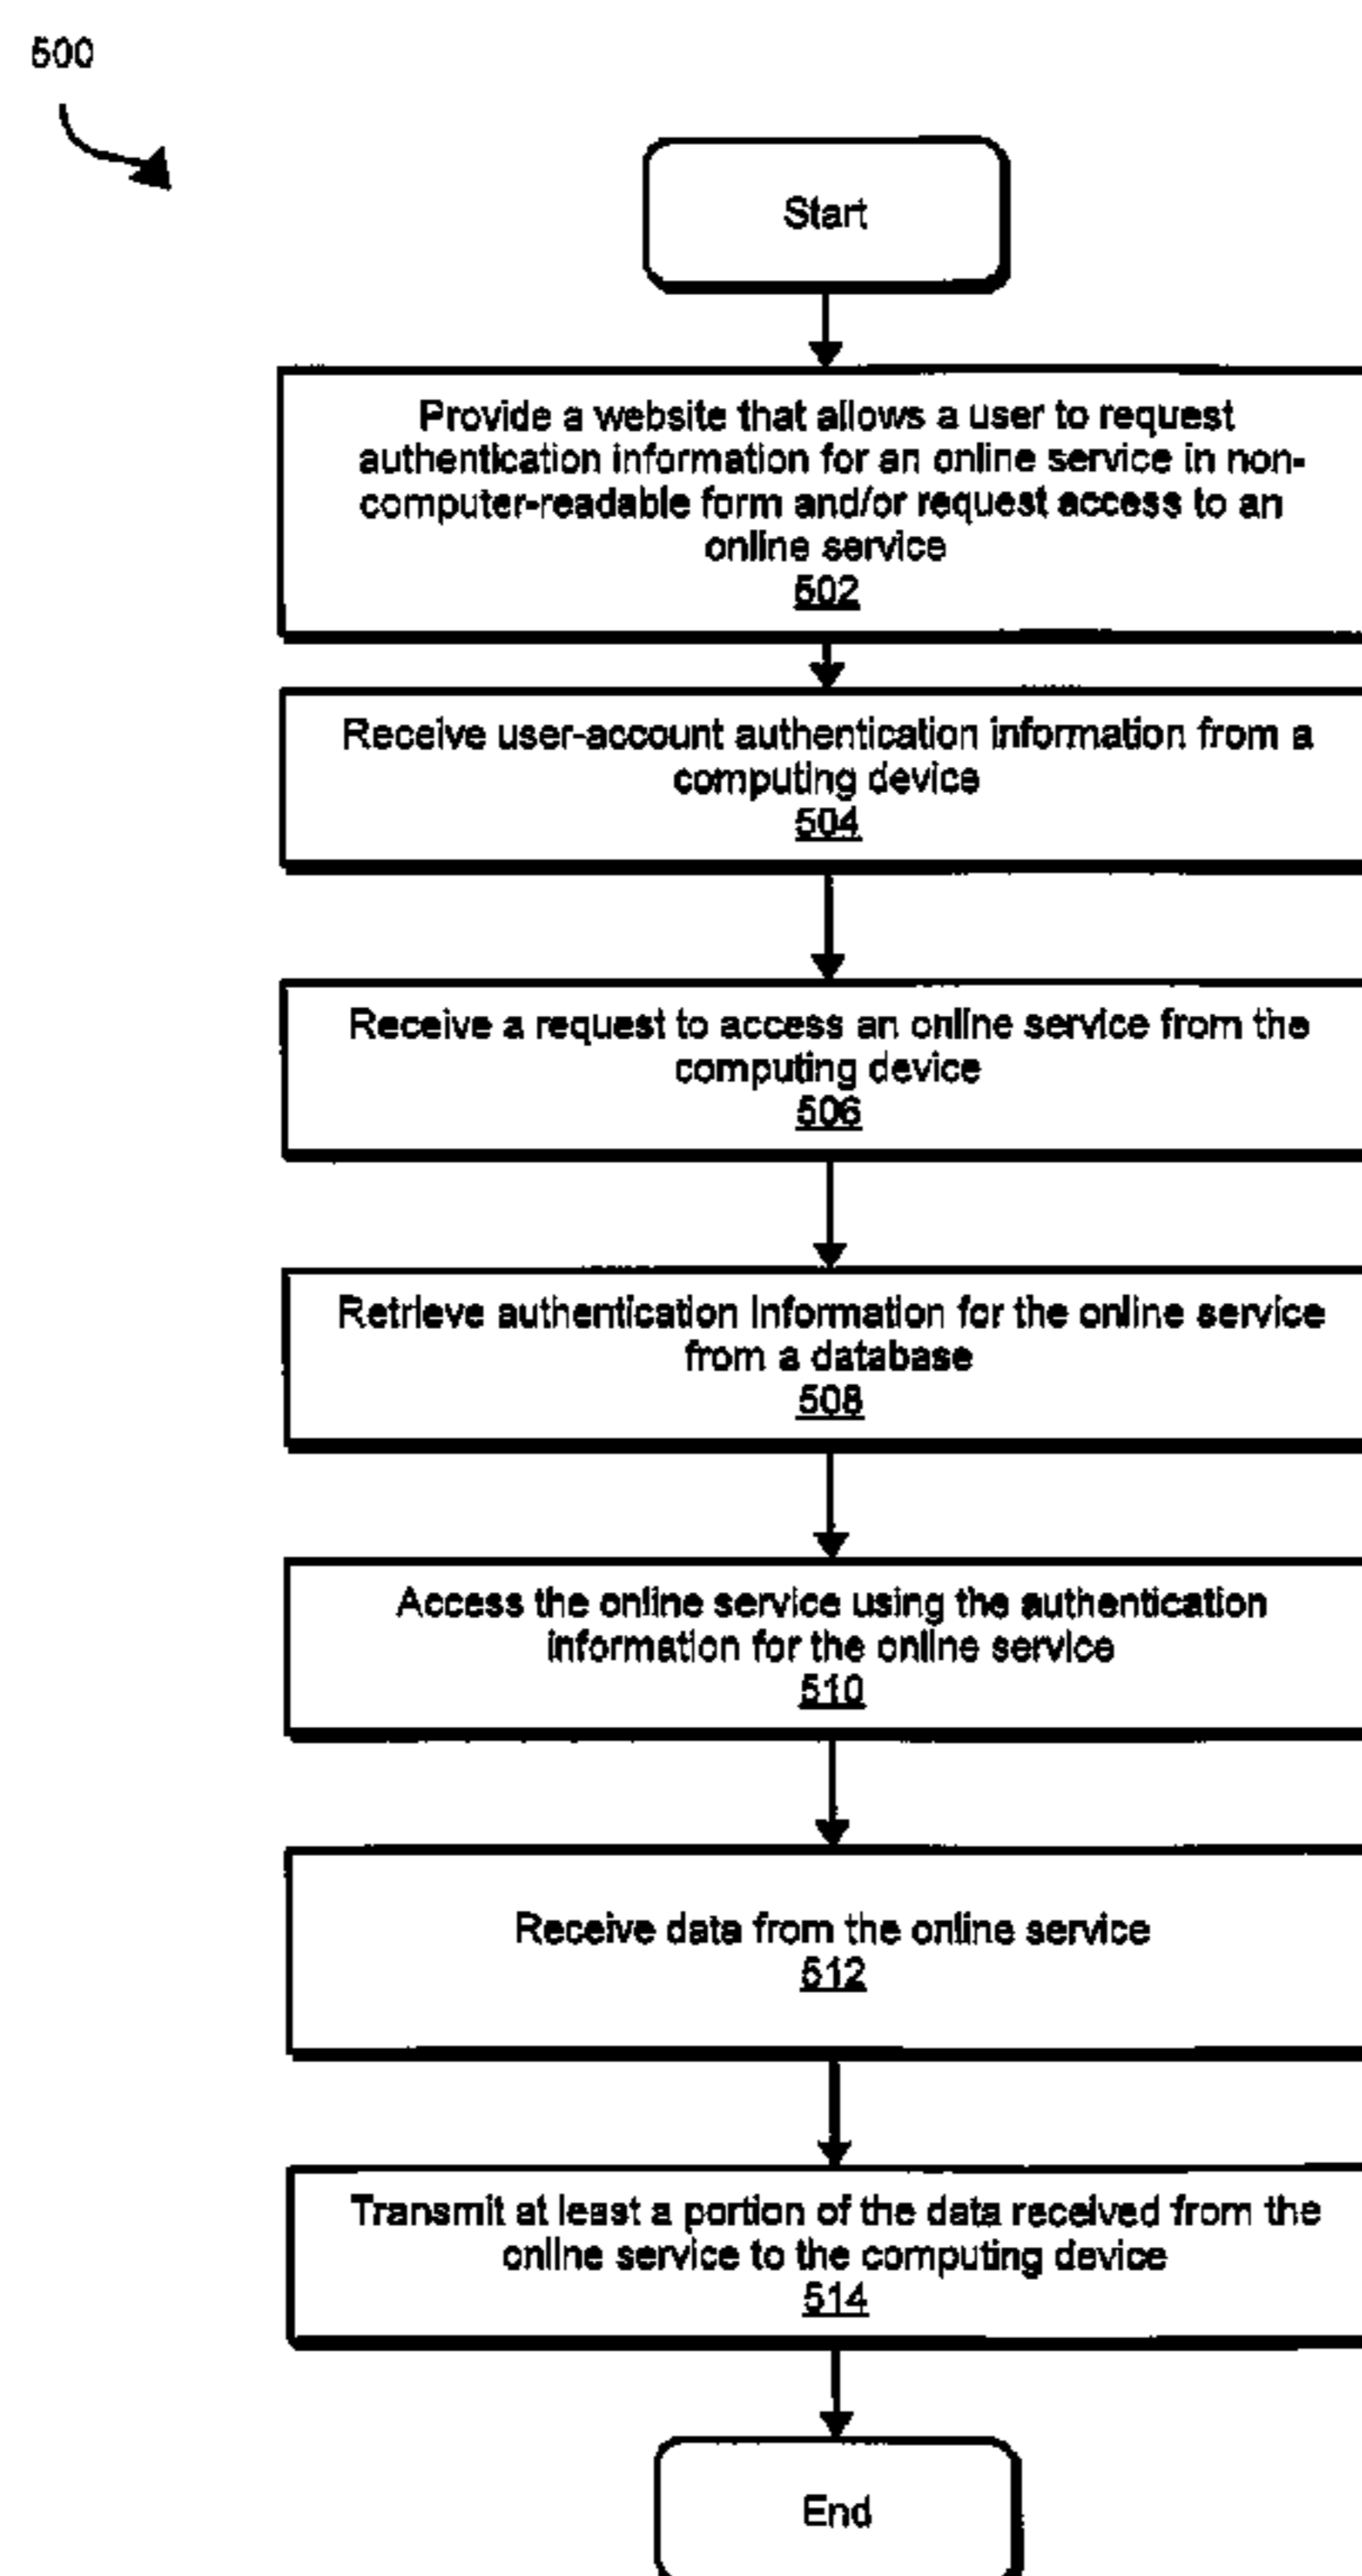 500
Start
Provide a website that allows a user to request
authentication information for an online service in non-
computer-readable form and/or request access to an
online service
502
Receive user-account authentication information from a
computing device
504
Receive a request to access an online service from the
computing device
506
Retrieve authentication information for the online service
from a database
508
Access the online service using the authentication
information for the online service
510
Receive data from the online service
512
Transmit at least a portion of the data received from the
online service to the computing device
514
End